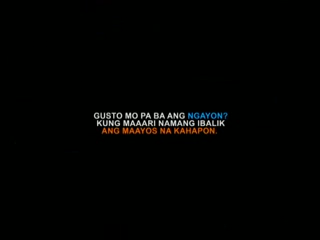 GUSTO MO PA BA ANG NGAYON?
KUNG MAAARI NAMANG IBALIK
ANG MAAYOS NA KAHAPON.